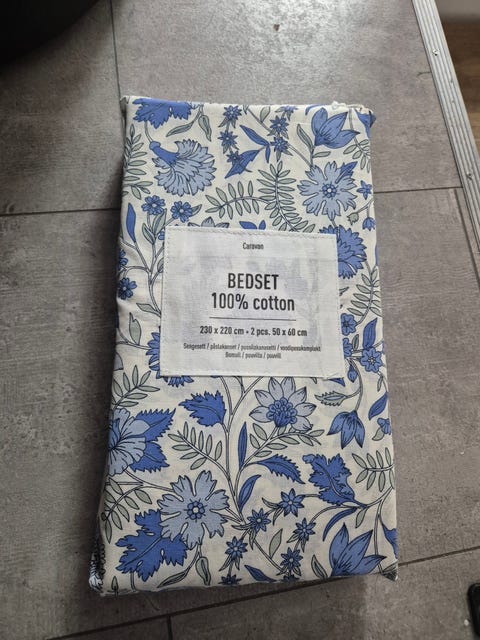 Caravan
BEDSET
100% cotton
230 x 220 cm • 2 pcs. 50 x 60 cm
Sengesett / påslakanset / pussilakanasetti / voodipesukomplekt
Bomull / puuvilla / puuvill